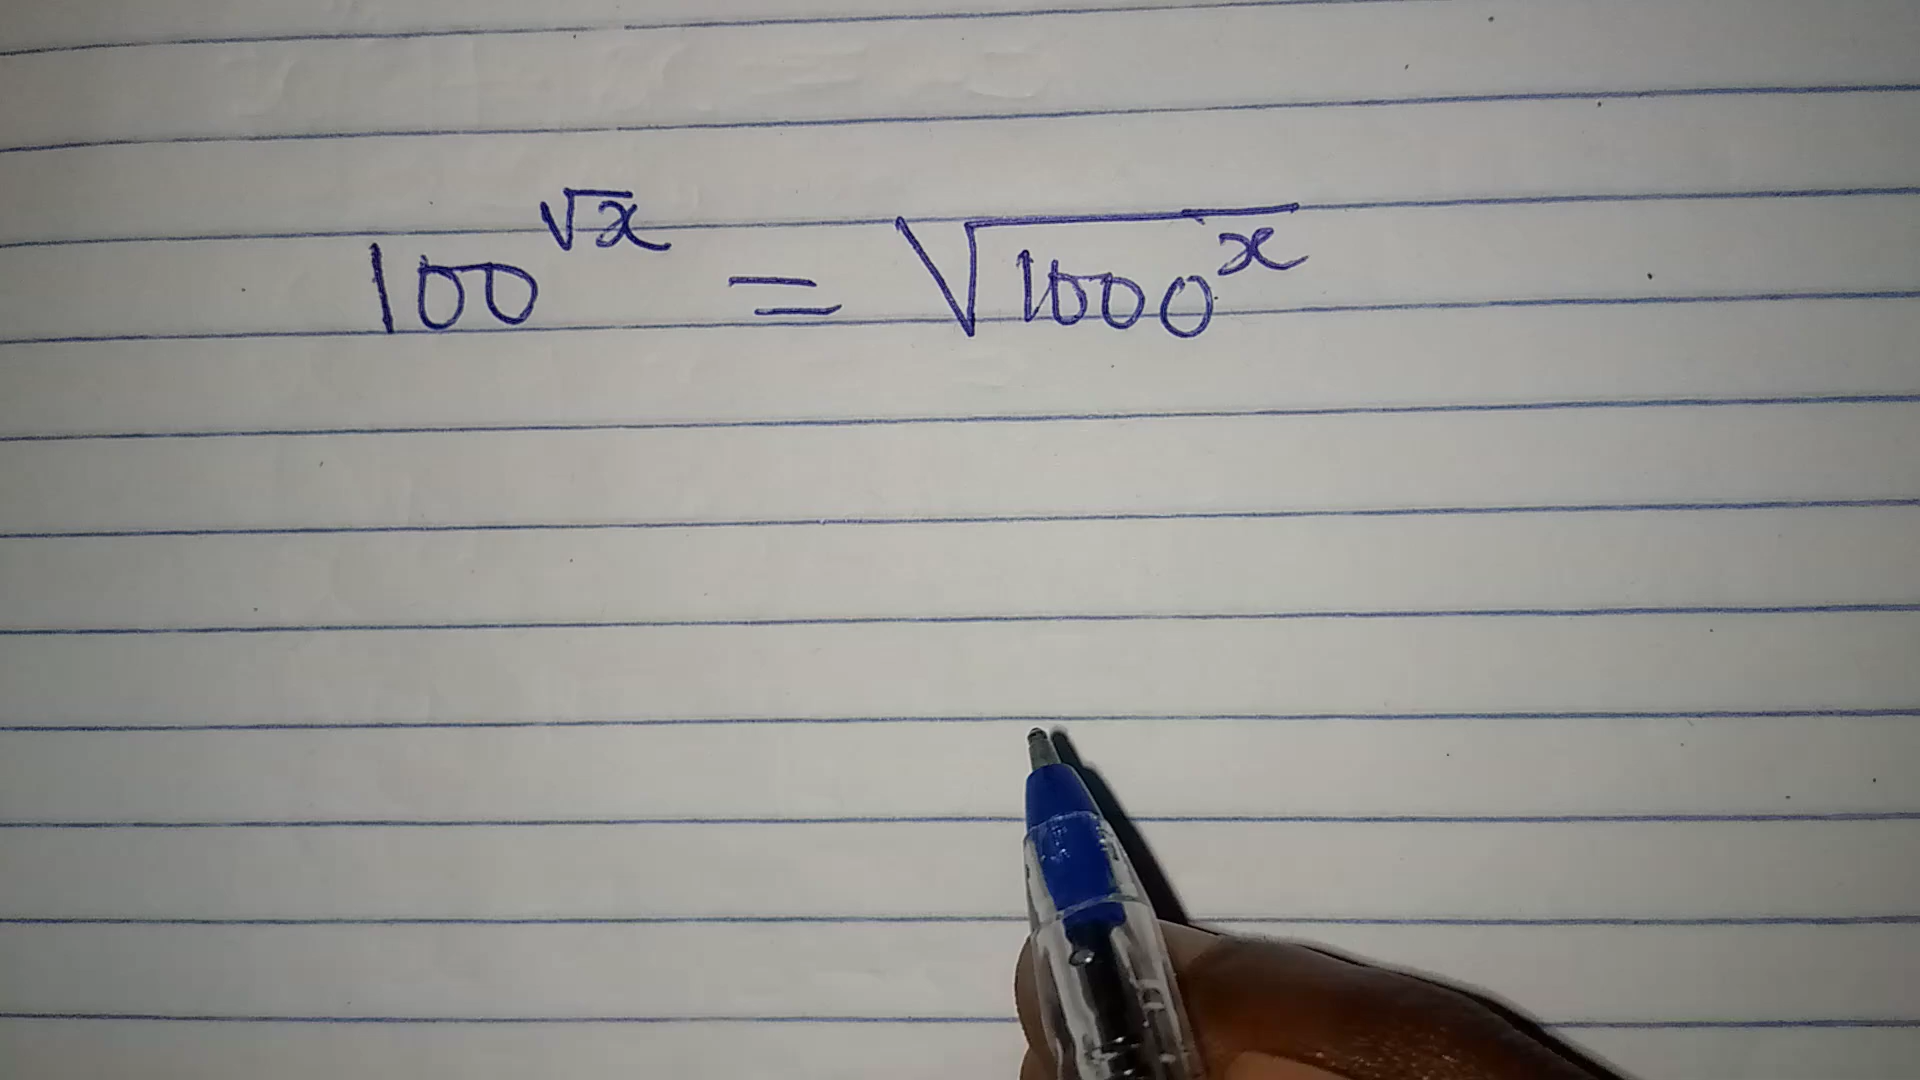 100^√x = √(1000^x)